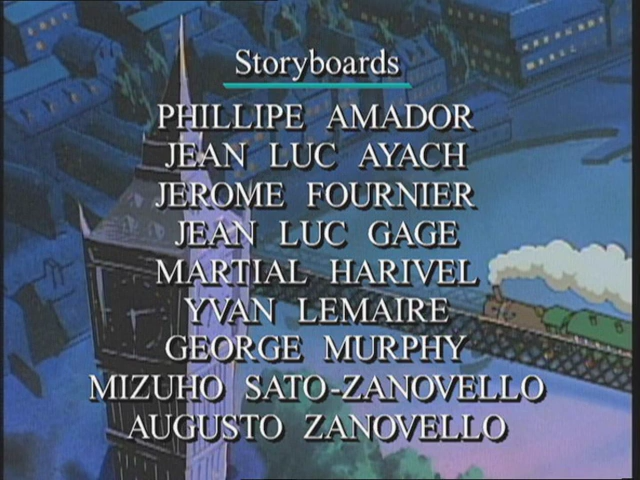 Storyboards
PHILLIPE AMADOR
JEAN LUC AYACH
JEROME FOURNIER
JEAN LUC GAGE
MARTIAL HARIVEL
YVAN LEMAIRE
GEORGE MURPHY
MIZUHO SATO-ZANOVELLO
AUGUSTO ZANOVELLO